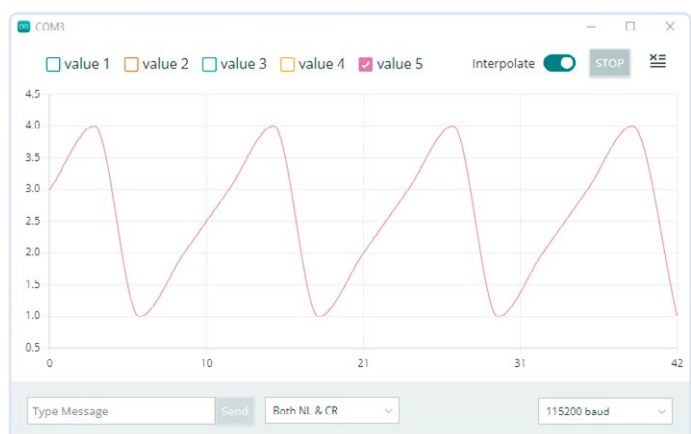 COM3
value 1 value 2 value 3 value 4 value 5 Interpolate STOP
4.5
4.0
3.5
3.0
2.5
2.0
1.5
1.0
0.5
0 10 21 31 42
Type Message Send Both NL & CR 115200 baud